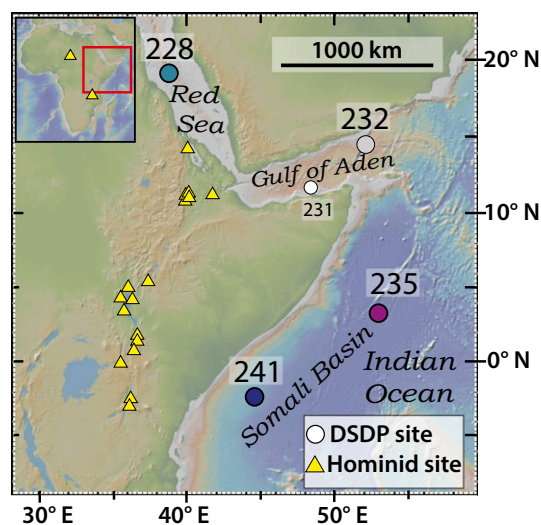 228
1000 km
20° N
Red
Sea
232
Gulf of Aden
231
10° N
235
Somali Basin
Indian
Ocean
0° N
241
DSDP site
Hominid site
30° E
40° E
50° E